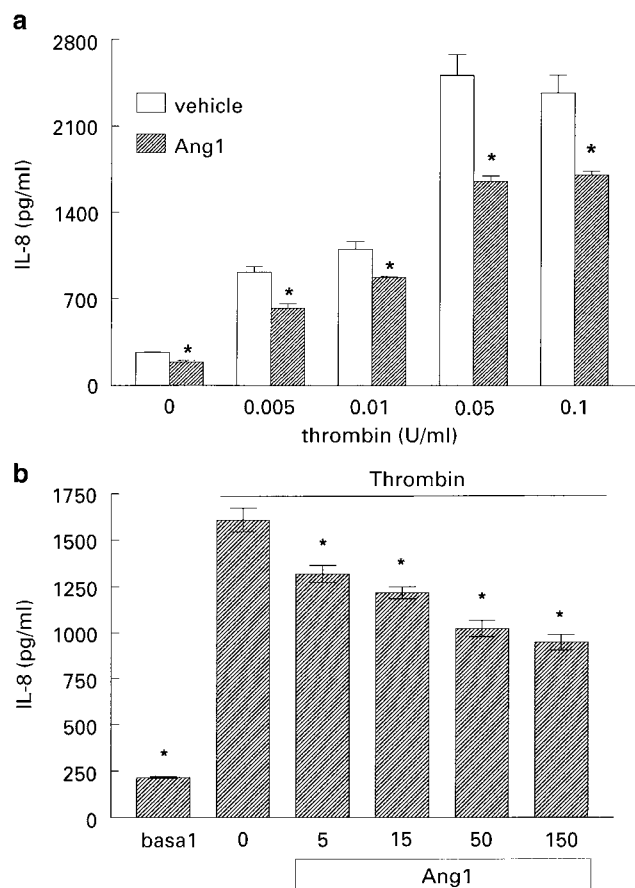 a
2800
2100
1400
700
0
IL-8 (pg/ml)
vehicle
Ang1
*
*
*
*
*
0 0.005 0.01 0.05 0.1
thrombin (U/ml)
b
Thrombin
1750
1500
1250
1000
750
500
250
0
IL-8 (pg/ml)
*
*
*
*
*
basa1 0 5 15 50 150
Ang1